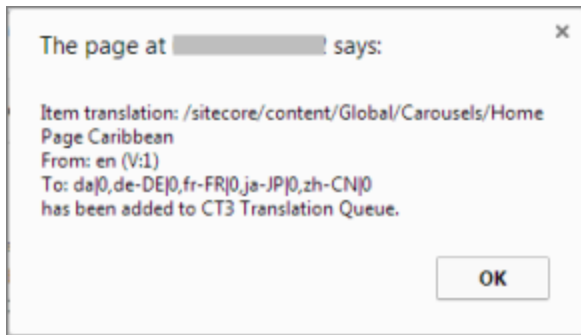 The page at says:
Item translation: /sitecore/content/Global/Carousels/Home
Page Caribbean
From: en (V:1)
To: da|0,de-DE|0,fr-FR|0,ja-JP|0,zh-CN|0
has been added to CT3 Translation Queue.
OK